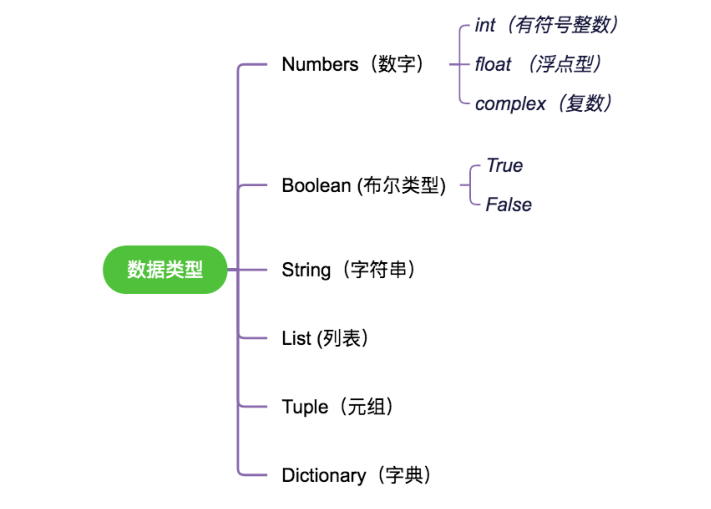 数据类型
Numbers（数字）
int（有符号整数）
float （浮点型）
complex（复数）
Boolean (布尔类型)
True
False
String（字符串）
List (列表）
Tuple（元组）
Dictionary（字典）